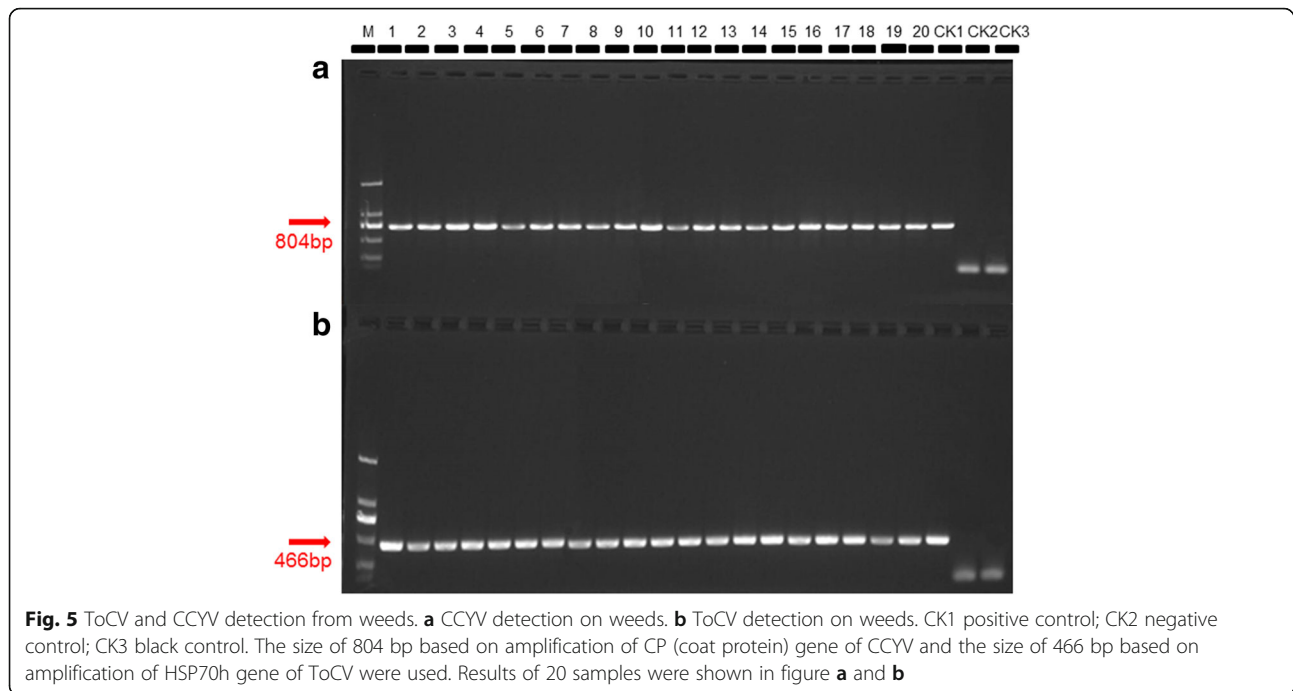 M 1 2 3 4 5 6 7 8 9 10 11 12 13 14 15 16 17 18 19 20 CK1 CK2 CK3
a
804bp
b
466bp
Fig. 5 ToCV and CCYV detection from weeds. a CCYV detection on weeds. b ToCV detection on weeds. CK1 positive control; CK2 negative
control; CK3 black control. The size of 804 bp based on amplification of CP (coat protein) gene of CCYV and the size of 466 bp based on
amplification of HSP70h gene of ToCV were used. Results of 20 samples were shown in figure a and b